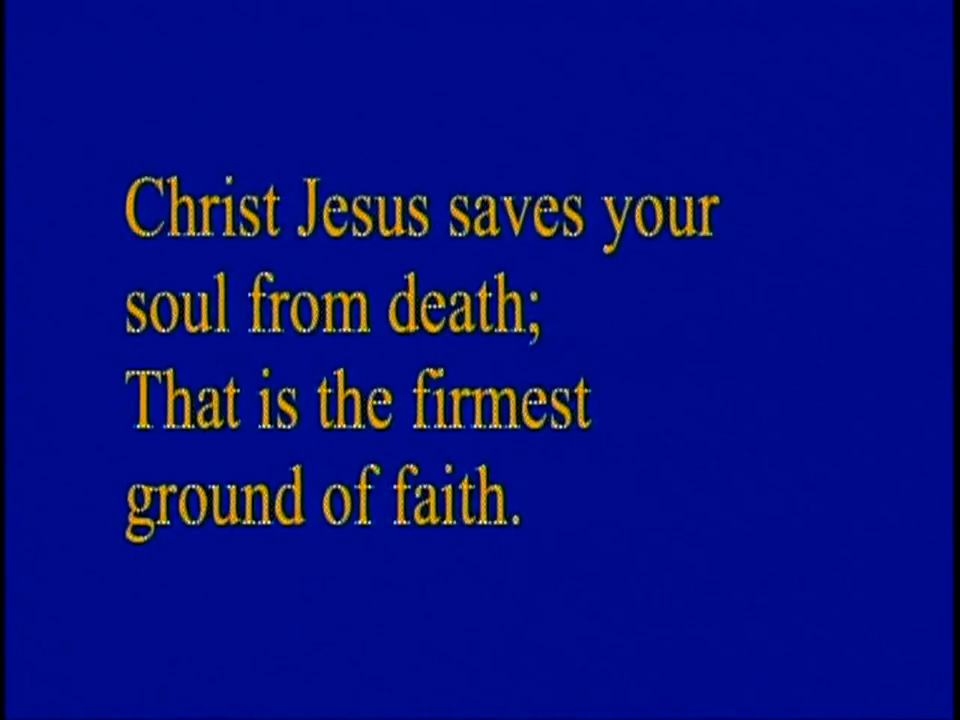 Christ Jesus saves your
soul from death;
That is the firmest
ground of faith.